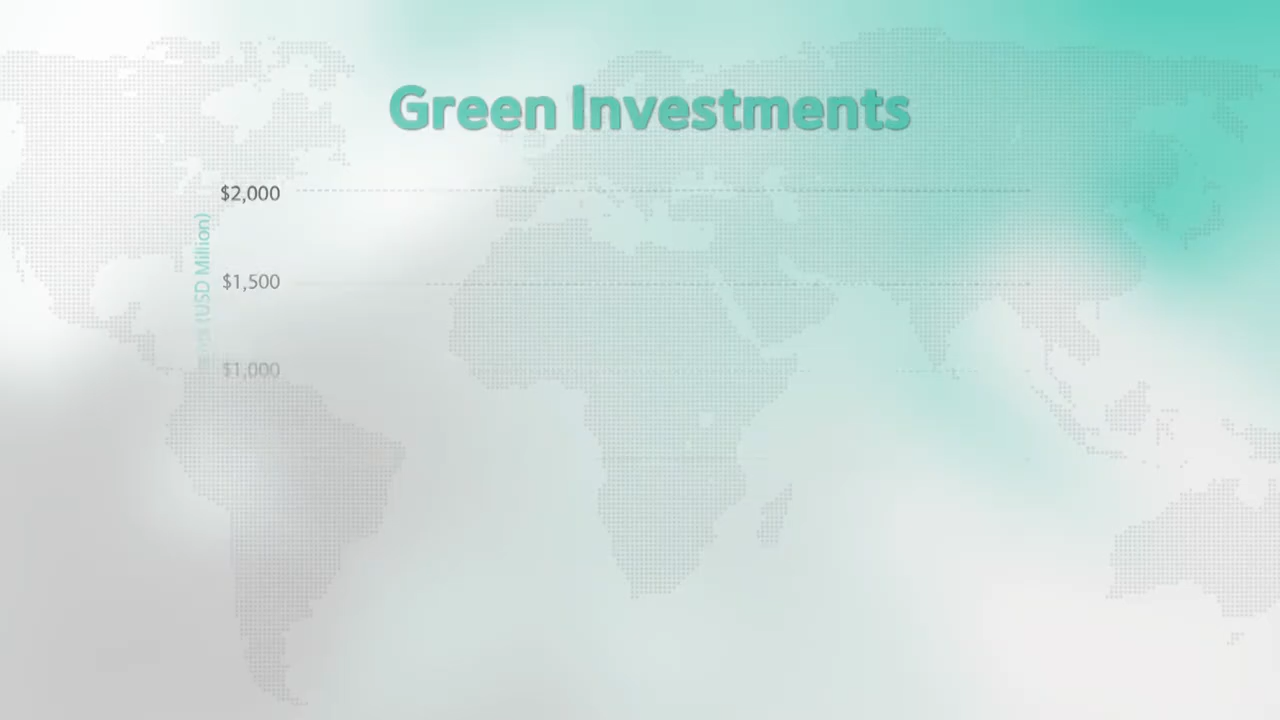 Green Investments
$2,000
(USD Million)
$1,500
$1,000